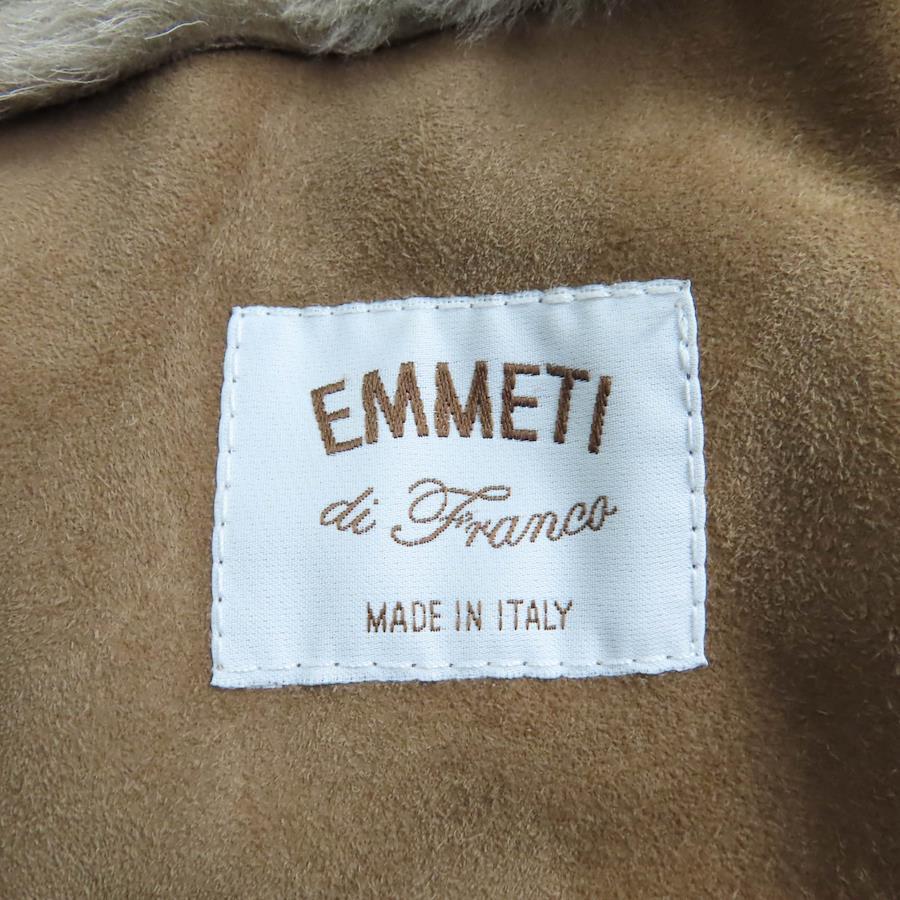 EMMETI
di Franco
MADE IN ITALY